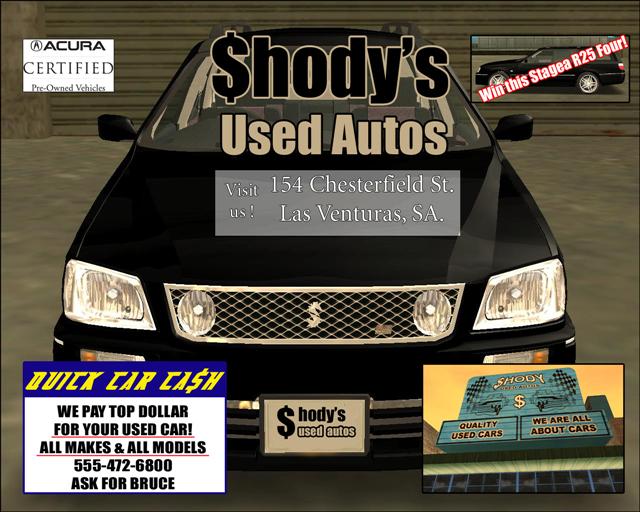 ACURA
CERTIFIED
Pre-Owned Vehicles
$hody's
Used Autos
Win this Stagea R25 Four!
Visit us! 154 Chesterfield St.
Las Venturas, SA.
QUICK CAR CA$H
WE PAY TOP DOLLAR
FOR YOUR USED CAR!
ALL MAKES & ALL MODELS
555-472-6800
ASK FOR BRUCE
$hody's
used autos
SHODY
USED AUTOS
$
QUALITY
USED CARS
WE ARE ALL
ABOUT CARS